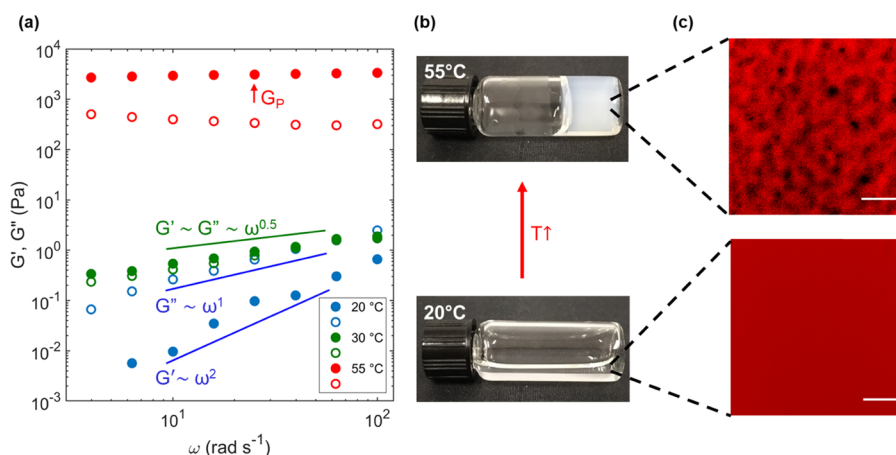 (a)
(b)
(c)
10⁴
10³
10²
10¹
10⁰
10⁻¹
10⁻²
10⁻³
G', G'' (Pa)
G_P
G' ~ G'' ~ ω^0.5
G'' ~ ω¹
G' ~ ω²
20 °C
30 °C
55 °C
10¹
10²
ω (rad s⁻¹)
55°C
T↑
20°C